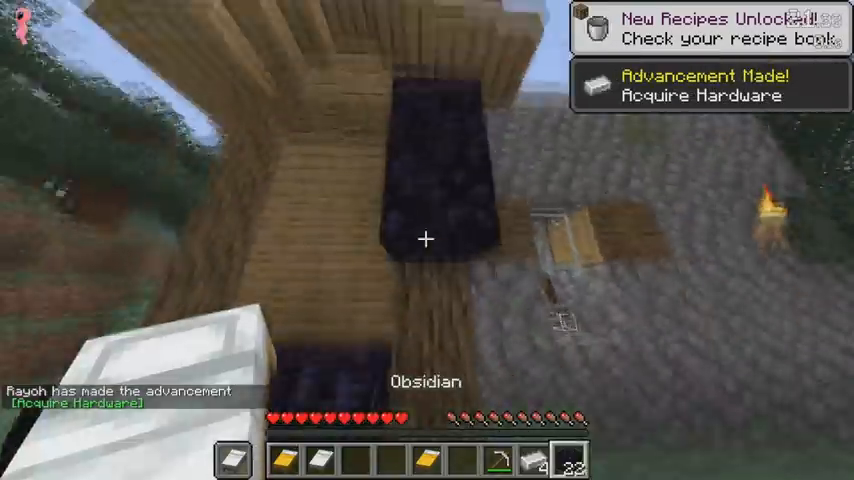 New Recipes Unlocked!
Check your recipe book
Advancement Made!
Acquire Hardware
Obsidian
Rayoh has made the advancement
[Acquire Hardware]
4
22